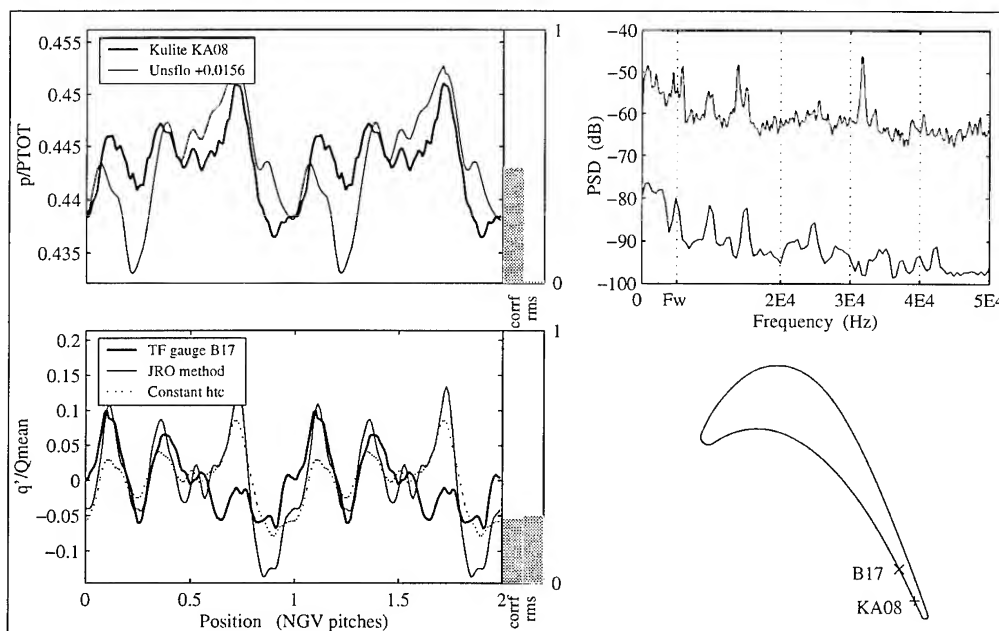 0.455
0.45
0.445
0.44
0.435
p/PTOT
Kulite KA08
Unsflo +0.0156
1
0
corrf
rms
−40
−50
−60
−70
−80
−90
−100
PSD (dB)
0 Fw 2E4 3E4 4E4 5E4
Frequency (Hz)
0.2
0.15
0.1
0.05
0
−0.05
−0.1
q'/Qmean
TF gauge B17
JRO method
Constant htc
0 0.5 1 1.5 2
Position (NGV pitches)
1
0
corrf
rms
B17
KA08